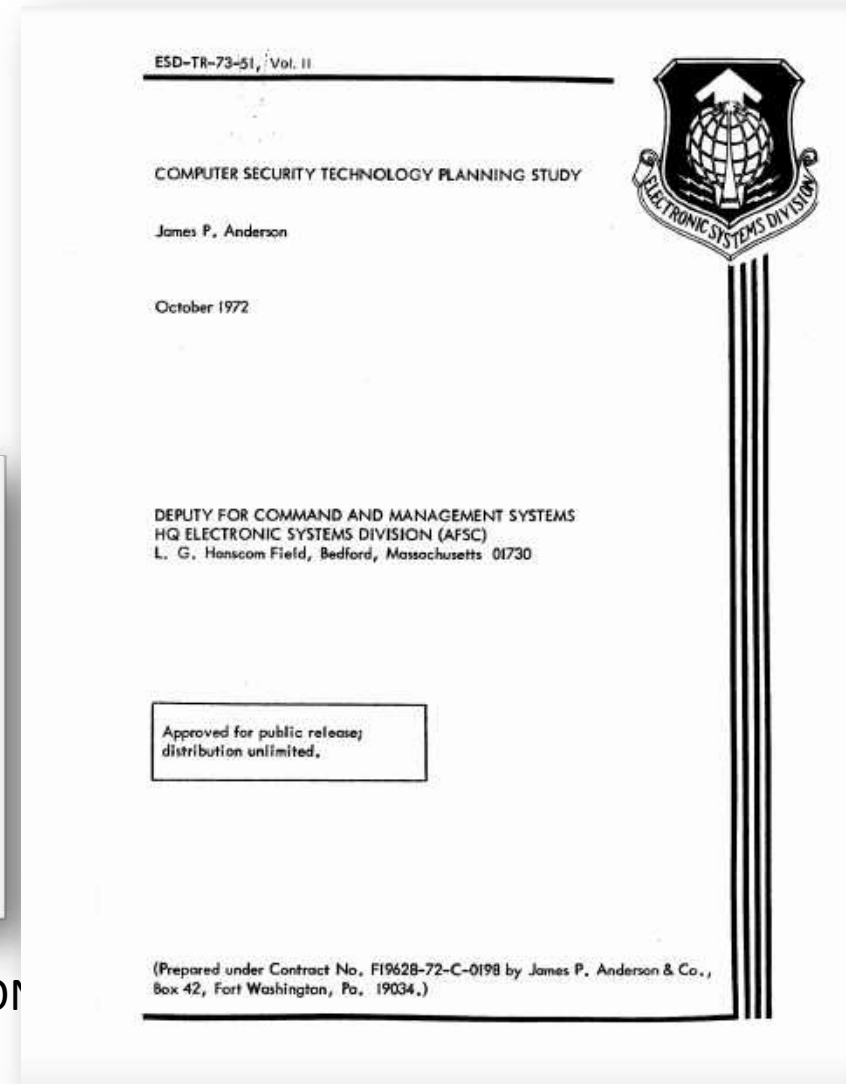 ESD-TR-73-51, Vol. II
ELECTRONIC SYSTEMS DIVISION
COMPUTER SECURITY TECHNOLOGY PLANNING STUDY
James P. Anderson
October 1972
DEPUTY FOR COMMAND AND MANAGEMENT SYSTEMS
HQ ELECTRONIC SYSTEMS DIVISION (AFSC)
L. G. Hanscom Field, Bedford, Massachusetts 01730
Approved for public release;
distribution unlimited.
(Prepared under Contract No. F19628-72-C-0198 by James P. Anderson & Co.,
Box 42, Fort Washington, Pa. 19034.)